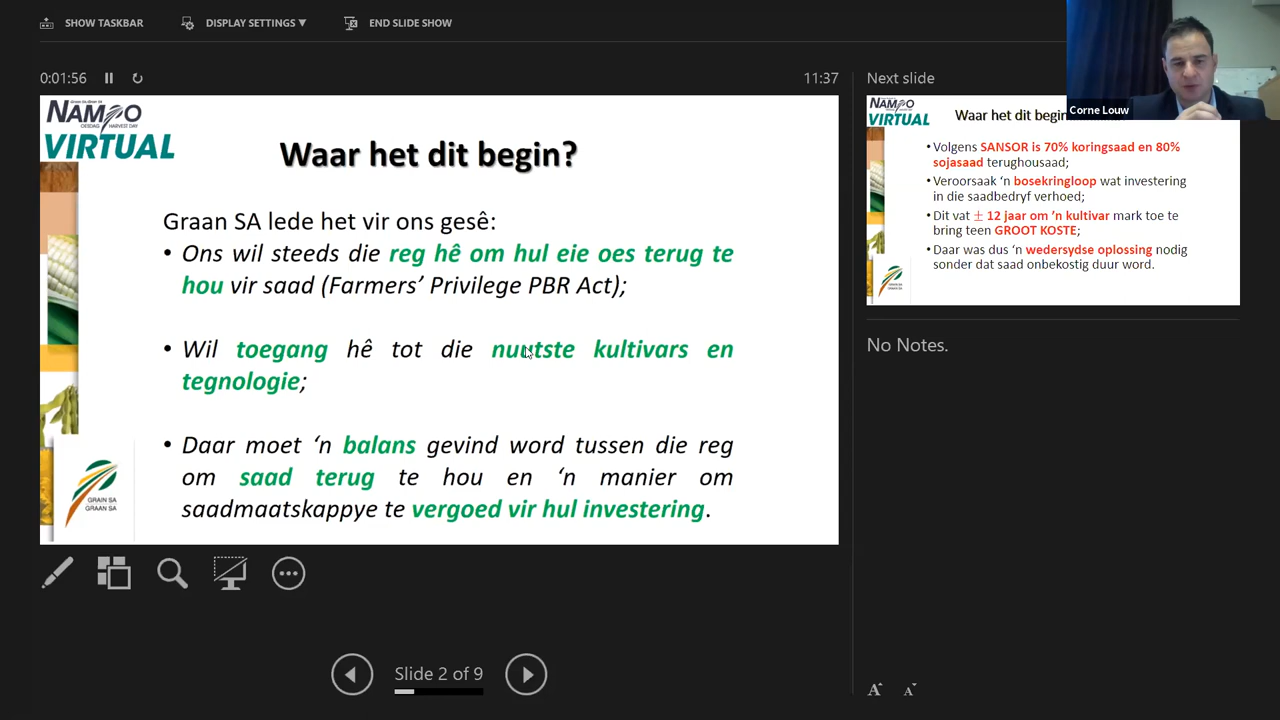 SHOW TASKBAR
DISPLAY SETTINGS ▼
END SLIDE SHOW
0:01:56
11:37
Next slide
Corne Louw
NAMPO
OESDAG HARVEST DAY
VIRTUAL
Waar het dit begin?
Graan SA lede het vir ons gesê:
• Ons wil steeds die reg hê om hul eie oes terug te
hou vir saad (Farmers’ Privilege PBR Act);
• Wil toegang hê tot die nuutste kultivars en
tegnologie;
• Daar moet ‘n balans gevind word tussen die reg
om saad terug te hou en ‘n manier om
saadmaatskappye te vergoed vir hul investering.
GRAIN SA
GRAAN SA
NAMPO
VIRTUAL
Waar het dit begin
• Volgens SANSOR is 70% koringsaad en 80%
sojasaad terughousaad;
• Veroorsaak ‘n bosekringloop wat investering
in die saadbedryf verhoed;
• Dit vat ± 12 jaar om ’n kultivar mark toe te
bring teen GROOT KOSTE;
• Daar was dus ‘n wedersydse oplossing nodig
sonder dat saad onbekostig duur word.
No Notes.
Slide 2 of 9
A A